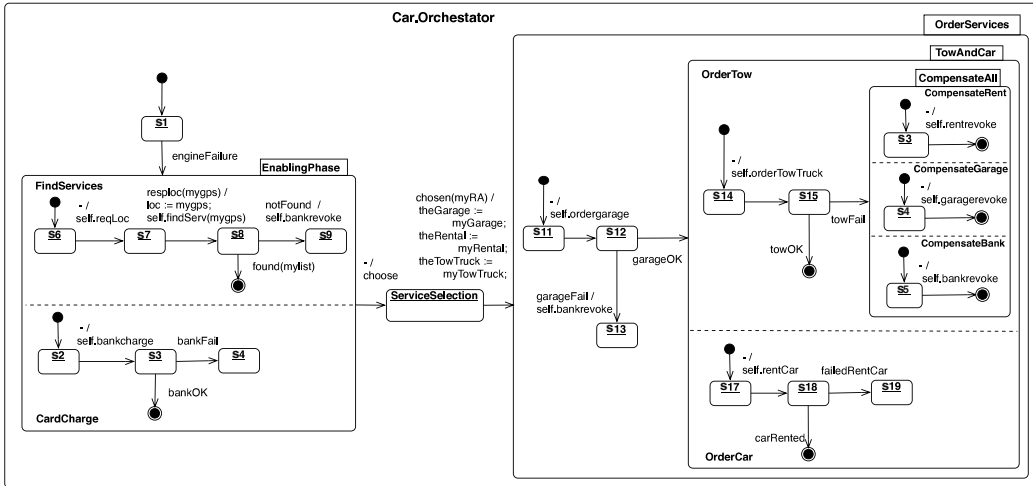 Car.Orchestator
OrderServices
TowAndCar
OrderTow
CompensateAll
CompensateRent
- /
self.rentrevoke
s3
CompensateGarage
- /
self.garagerevoke
s4
CompensateBank
- /
self.bankrevoke
s5
s1
engineFailure
EnablingPhase
FindServices
- /
self.reqLoc
resploc(mygps) /
loc := mygps;
self.findServ(mygps)
notFound /
self.bankrevoke
s6
s7
s8
s9
found(mylist)
- /
self.bankcharge
bankFail
s2
s3
s4
bankOK
CardCharge
- /
choose
ServiceSelection
chosen(myRA) /
theGarage :=
myGarage;
theRental :=
myRental;
theTowTruck :=
myTowTruck;
- /
self.ordergarage
s11
s12
garageOK
garageFail /
self.bankrevoke
s13
- /
self.orderTowTruck
s14
s15
towFail
towOK
- /
self.rentCar
failedRentCar
s17
s18
s19
carRented
OrderCar